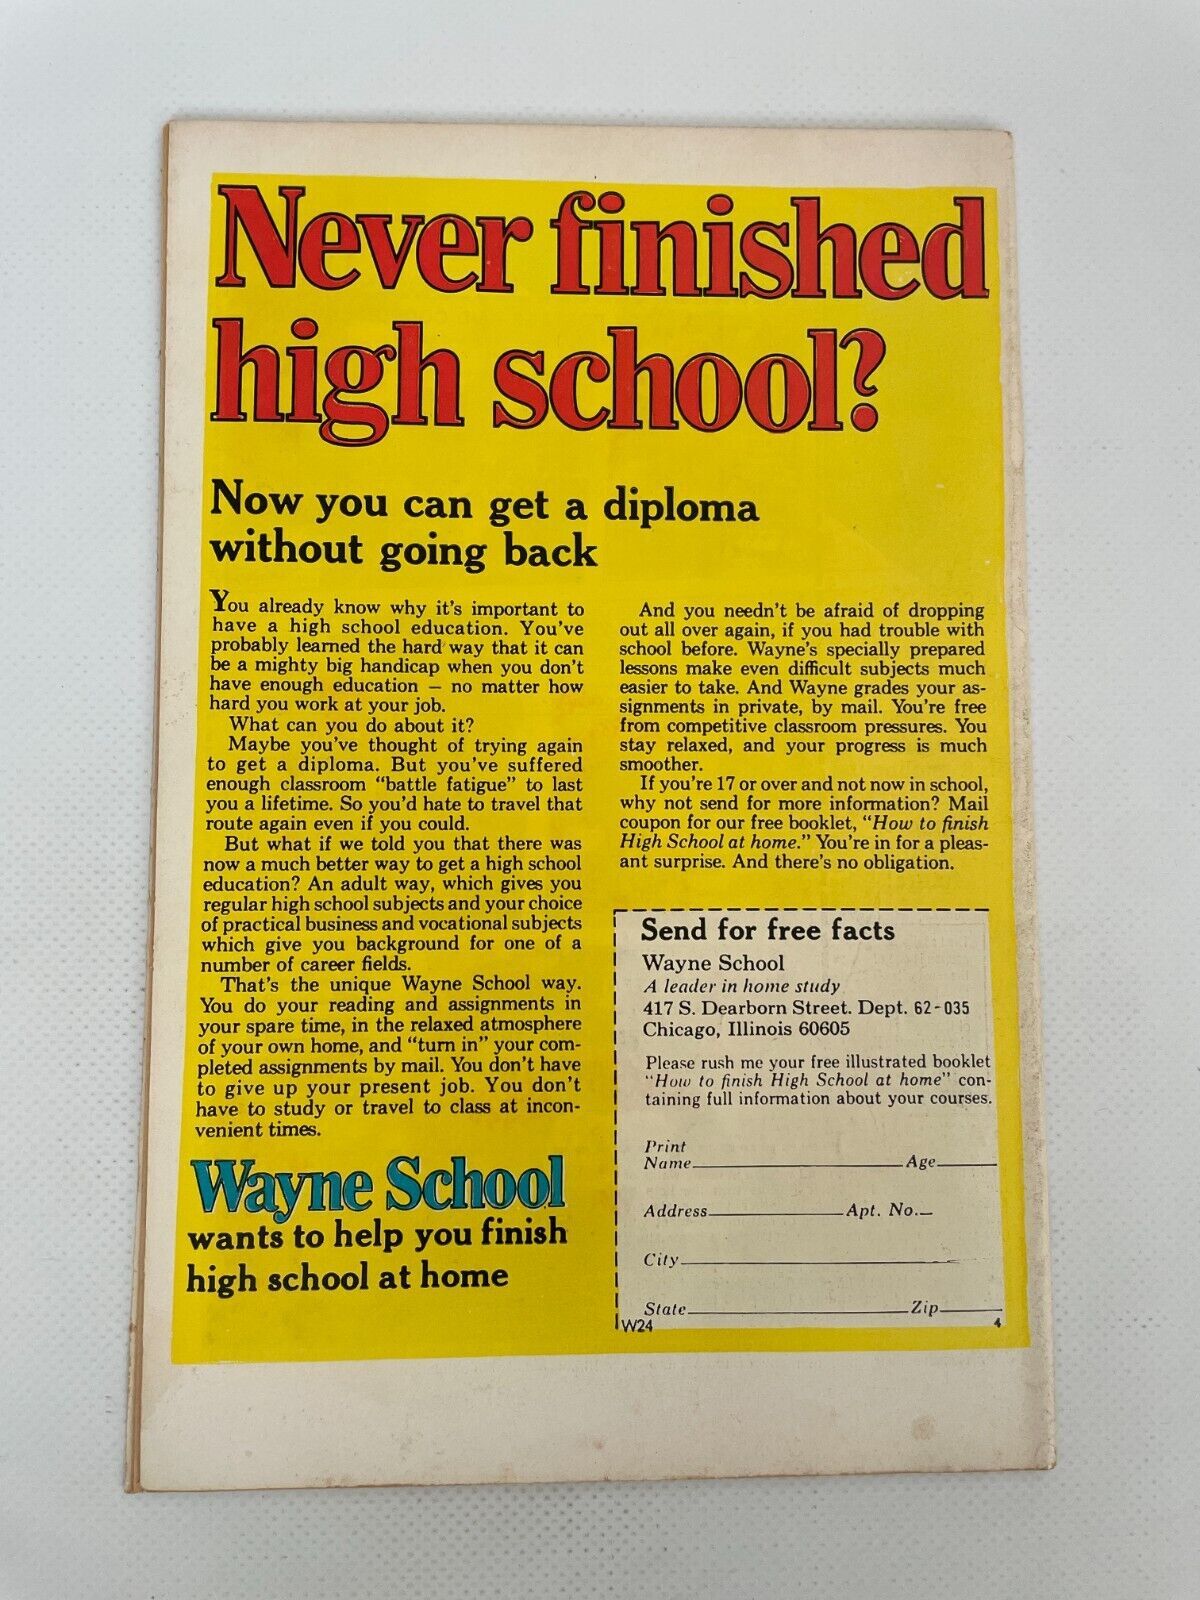 Never finished
high school?
Now you can get a diploma
without going back
You already know why it's important to
have a high school education. You've
probably learned the hard way that it can
be a mighty big handicap when you don't
have enough education – no matter how
hard you work at your job.
What can you do about it?
Maybe you've thought of trying again
to get a diploma. But you've suffered
enough classroom "battle fatigue" to last
you a lifetime. So you'd hate to travel that
route again even if you could.
But what if we told you that there was
now a much better way to get a high school
education? An adult way, which gives you
regular high school subjects and your choice
of practical business and vocational subjects
which give you background for one of a
number of career fields.
That's the unique Wayne School way.
You do your reading and assignments in
your spare time, in the relaxed atmosphere
of your own home, and "turn in" your com-
pleted assignments by mail. You don't have
to give up your present job. You don't
have to study or travel to class at incon-
venient times.
Wayne School
wants to help you finish
high school at home
And you needn't be afraid of dropping
out all over again, if you had trouble with
school before. Wayne's specially prepared
lessons make even difficult subjects much
easier to take. And Wayne grades your as-
signments in private, by mail. You're free
from competitive classroom pressures. You
stay relaxed, and your progress is much
smoother.
If you're 17 or over and not now in school,
why not send for more information? Mail
coupon for our free booklet, "How to finish
High School at home." You're in for a pleas-
ant surprise. And there's no obligation.
Send for free facts
Wayne School
A leader in home study
417 S. Dearborn Street. Dept. 62-035
Chicago, Illinois 60605
Please rush me your free illustrated booklet
"How to finish High School at home" con-
taining full information about your courses.
Print
Name Age
Address Apt. No.
City
State Zip
W24 4